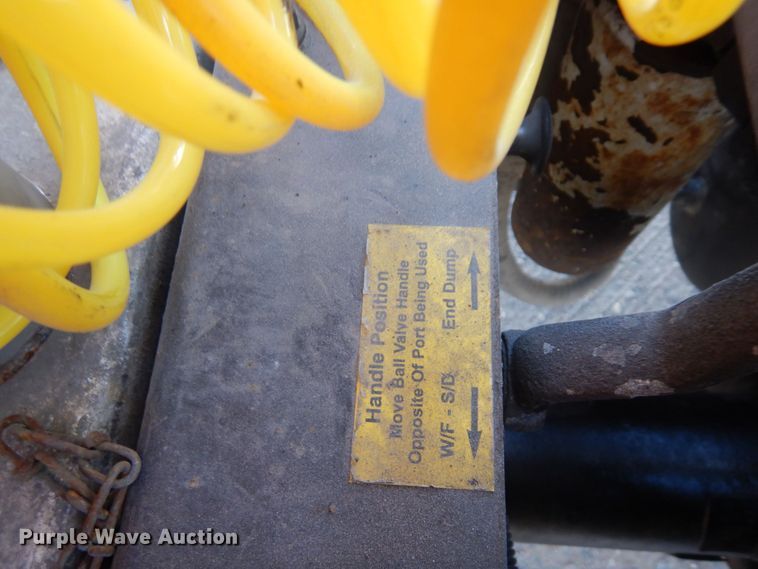 Handle Position
Move Ball Valve Handle
Opposite Of Port Being Used
W/F - S/D End Dump
Purple Wave Auction